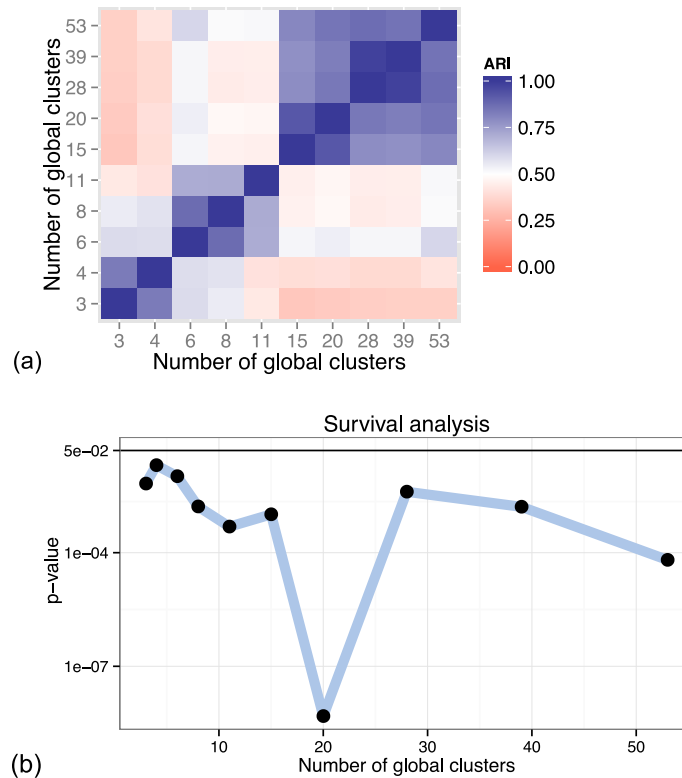 53
39
28
20
15
11
8
6
4
3
Number of global clusters
3 4 6 8 11 15 20 28 39 53
Number of global clusters
ARI
1.00
0.75
0.50
0.25
0.00
(a)
Survival analysis
5e−02
1e−04
1e−07
p−value
10 20 30 40 50
Number of global clusters
(b)